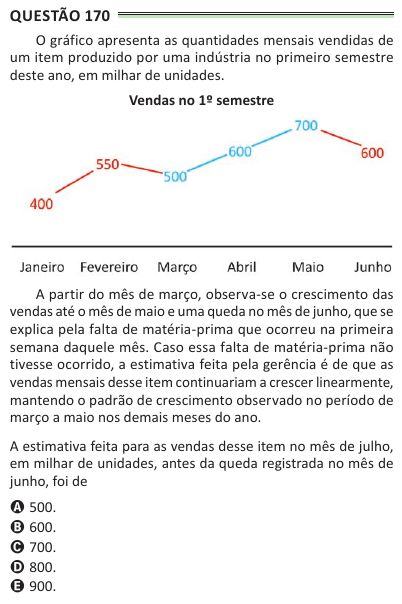 QUESTÃO 170
O gráfico apresenta as quantidades mensais vendidas de
um item produzido por uma indústria no primeiro semestre
deste ano, em milhar de unidades.
Vendas no 1º semestre
700
600
600
550
500
400
Janeiro Fevereiro Março Abril Maio Junho
A partir do mês de março, observa-se o crescimento das
vendas até o mês de maio e uma queda no mês de junho, que se
explica pela falta de matéria-prima que ocorreu na primeira
semana daquele mês. Caso essa falta de matéria-prima não
tivesse ocorrido, a estimativa feita pela gerência é de que as
vendas mensais desse item continuariam a crescer linearmente,
mantendo o padrão de crescimento observado no período de
março a maio nos demais meses do ano.
A estimativa feita para as vendas desse item no mês de julho,
em milhar de unidades, antes da queda registrada no mês de
junho, foi de
A 500.
B 600.
C 700.
D 800.
E 900.